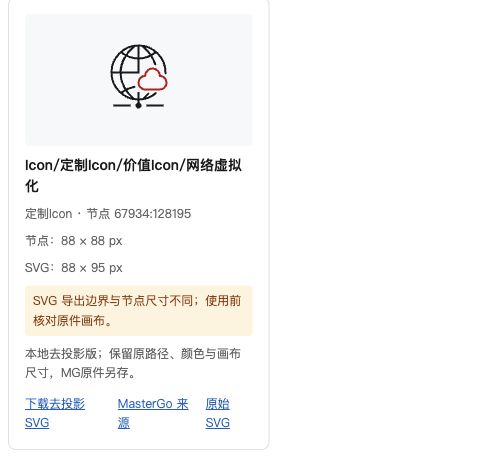 Icon/定制Icon/价值Icon/网络虚拟
化
定制Icon · 节点 67934:128195
节点：88 × 88 px
SVG：88 × 95 px
SVG 导出边界与节点尺寸不同；使用前
核对原件画布。
本地去投影版；保留原路径、颜色与画布
尺寸，MG原件另存。
下载去投影 MasterGo 来 原始
SVG 源 SVG